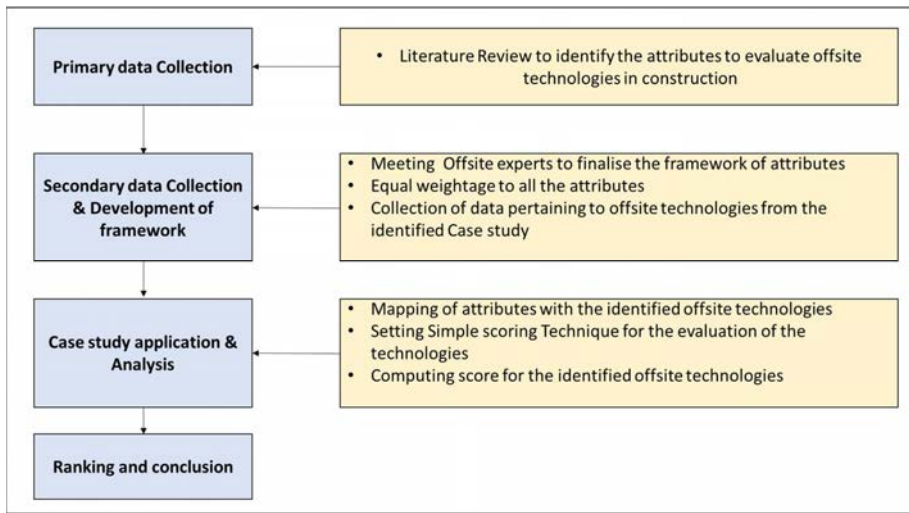 Primary data Collection
• Literature Review to identify the attributes to evaluate offsite
technologies in construction
Secondary data Collection
& Development of
framework
• Meeting Offsite experts to finalise the framework of attributes
• Equal weightage to all the attributes
• Collection of data pertaining to offsite technologies from the
identified Case study
Case study application &
Analysis
• Mapping of attributes with the identified offsite technologies
• Setting Simple scoring Technique for the evaluation of the
technologies
• Computing score for the identified offsite technologies
Ranking and conclusion